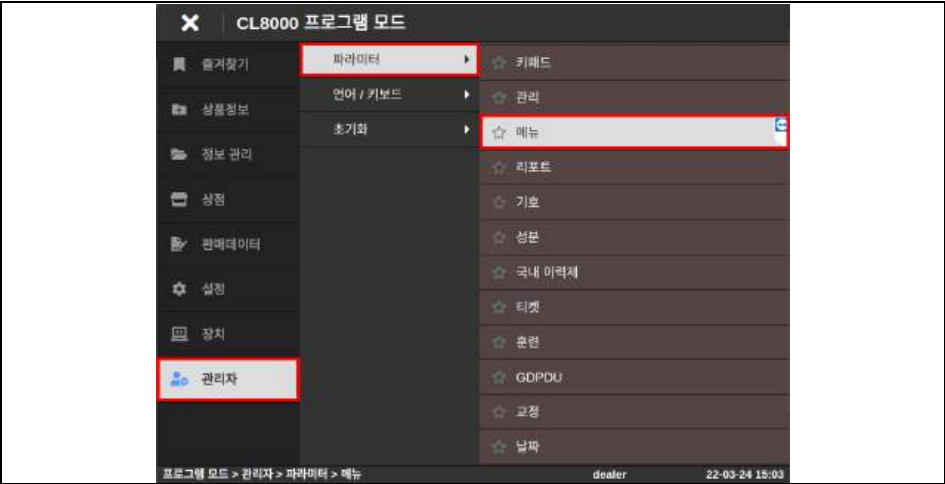 CL8000 프로그램 모드
즐겨찾기
상품정보
정보 관리
상점
판매데이터
설정
장치
관리자
파라미터
언어 / 키보드
초기화
키패드
관리
메뉴
리포트
기호
성분
국내 이력제
티켓
훈련
GDPDU
교정
날짜
프로그램 모드 > 관리자 > 파라미터 > 메뉴
dealer
22-03-24 15:03